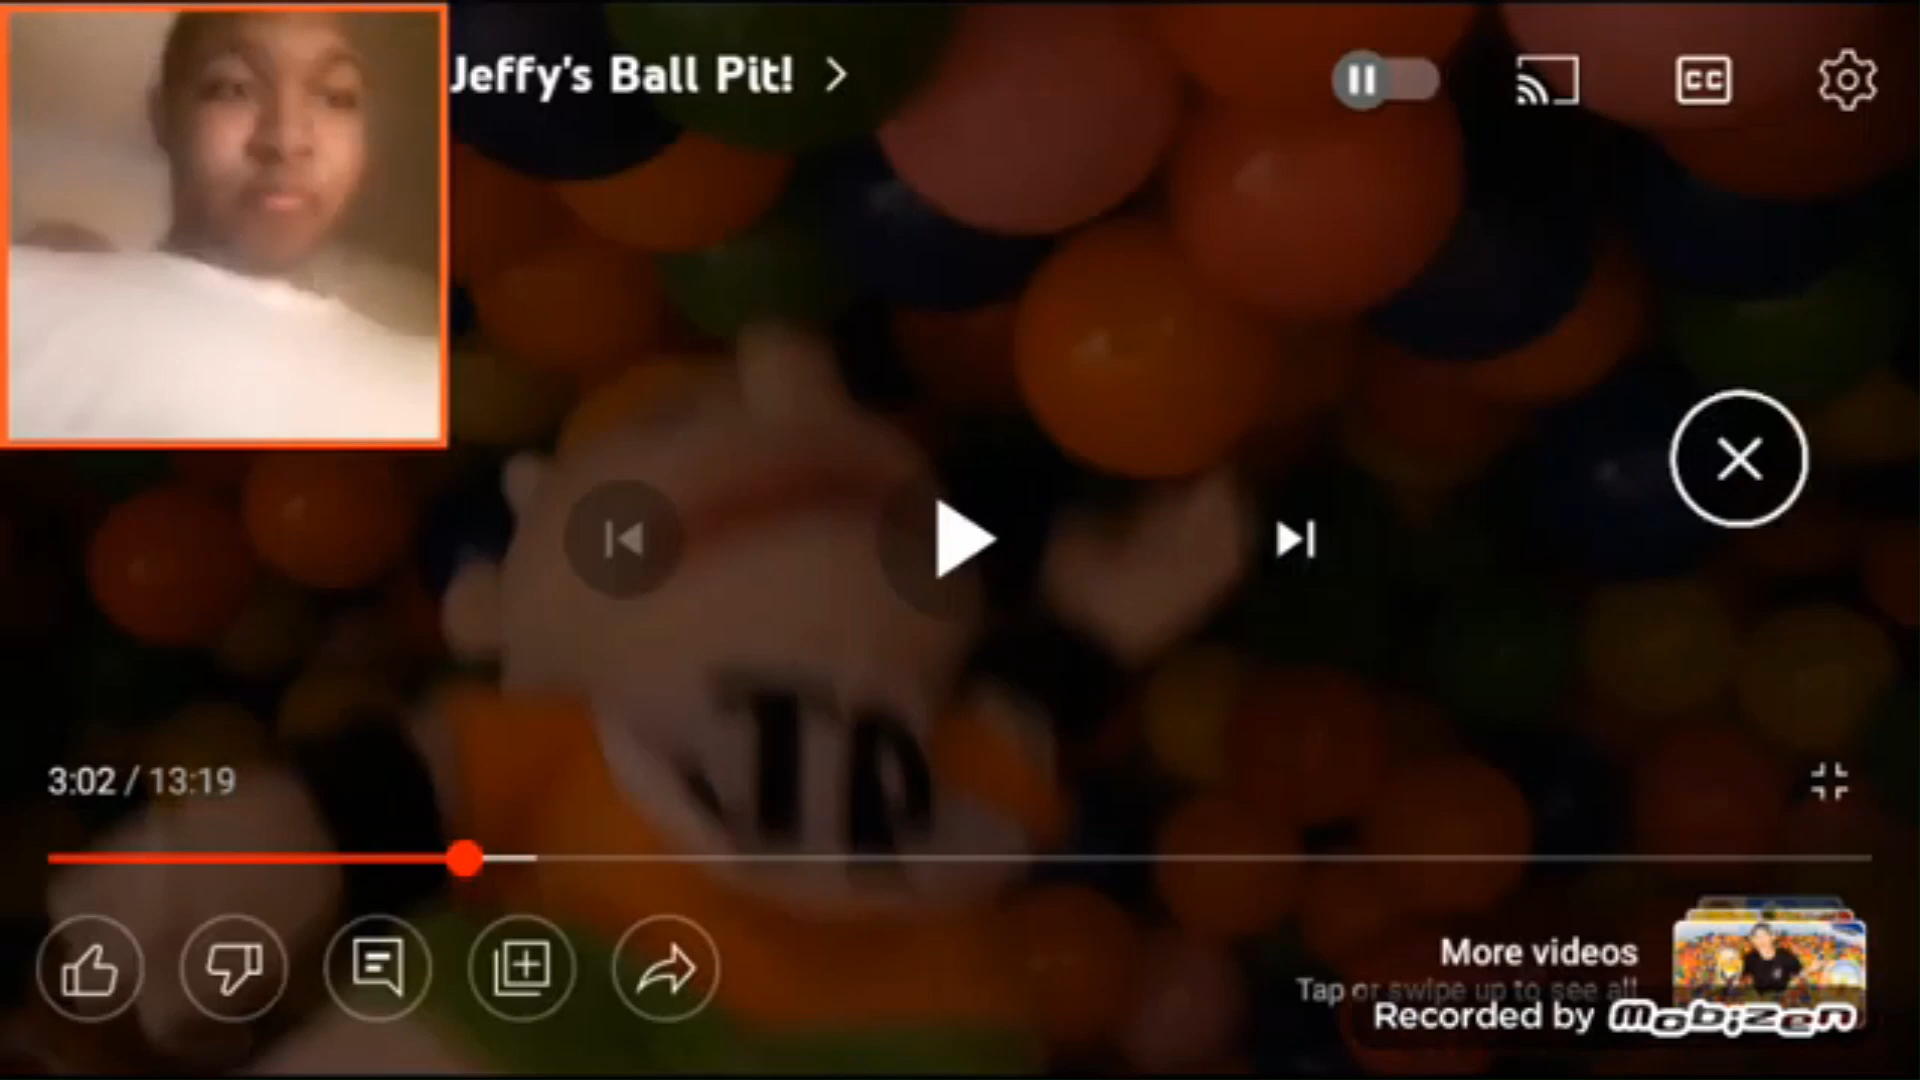 Jeffy's Ball Pit!
CC
3:02 / 13:19
More videos
Tap or swipe up to see all
Recorded by mobizen